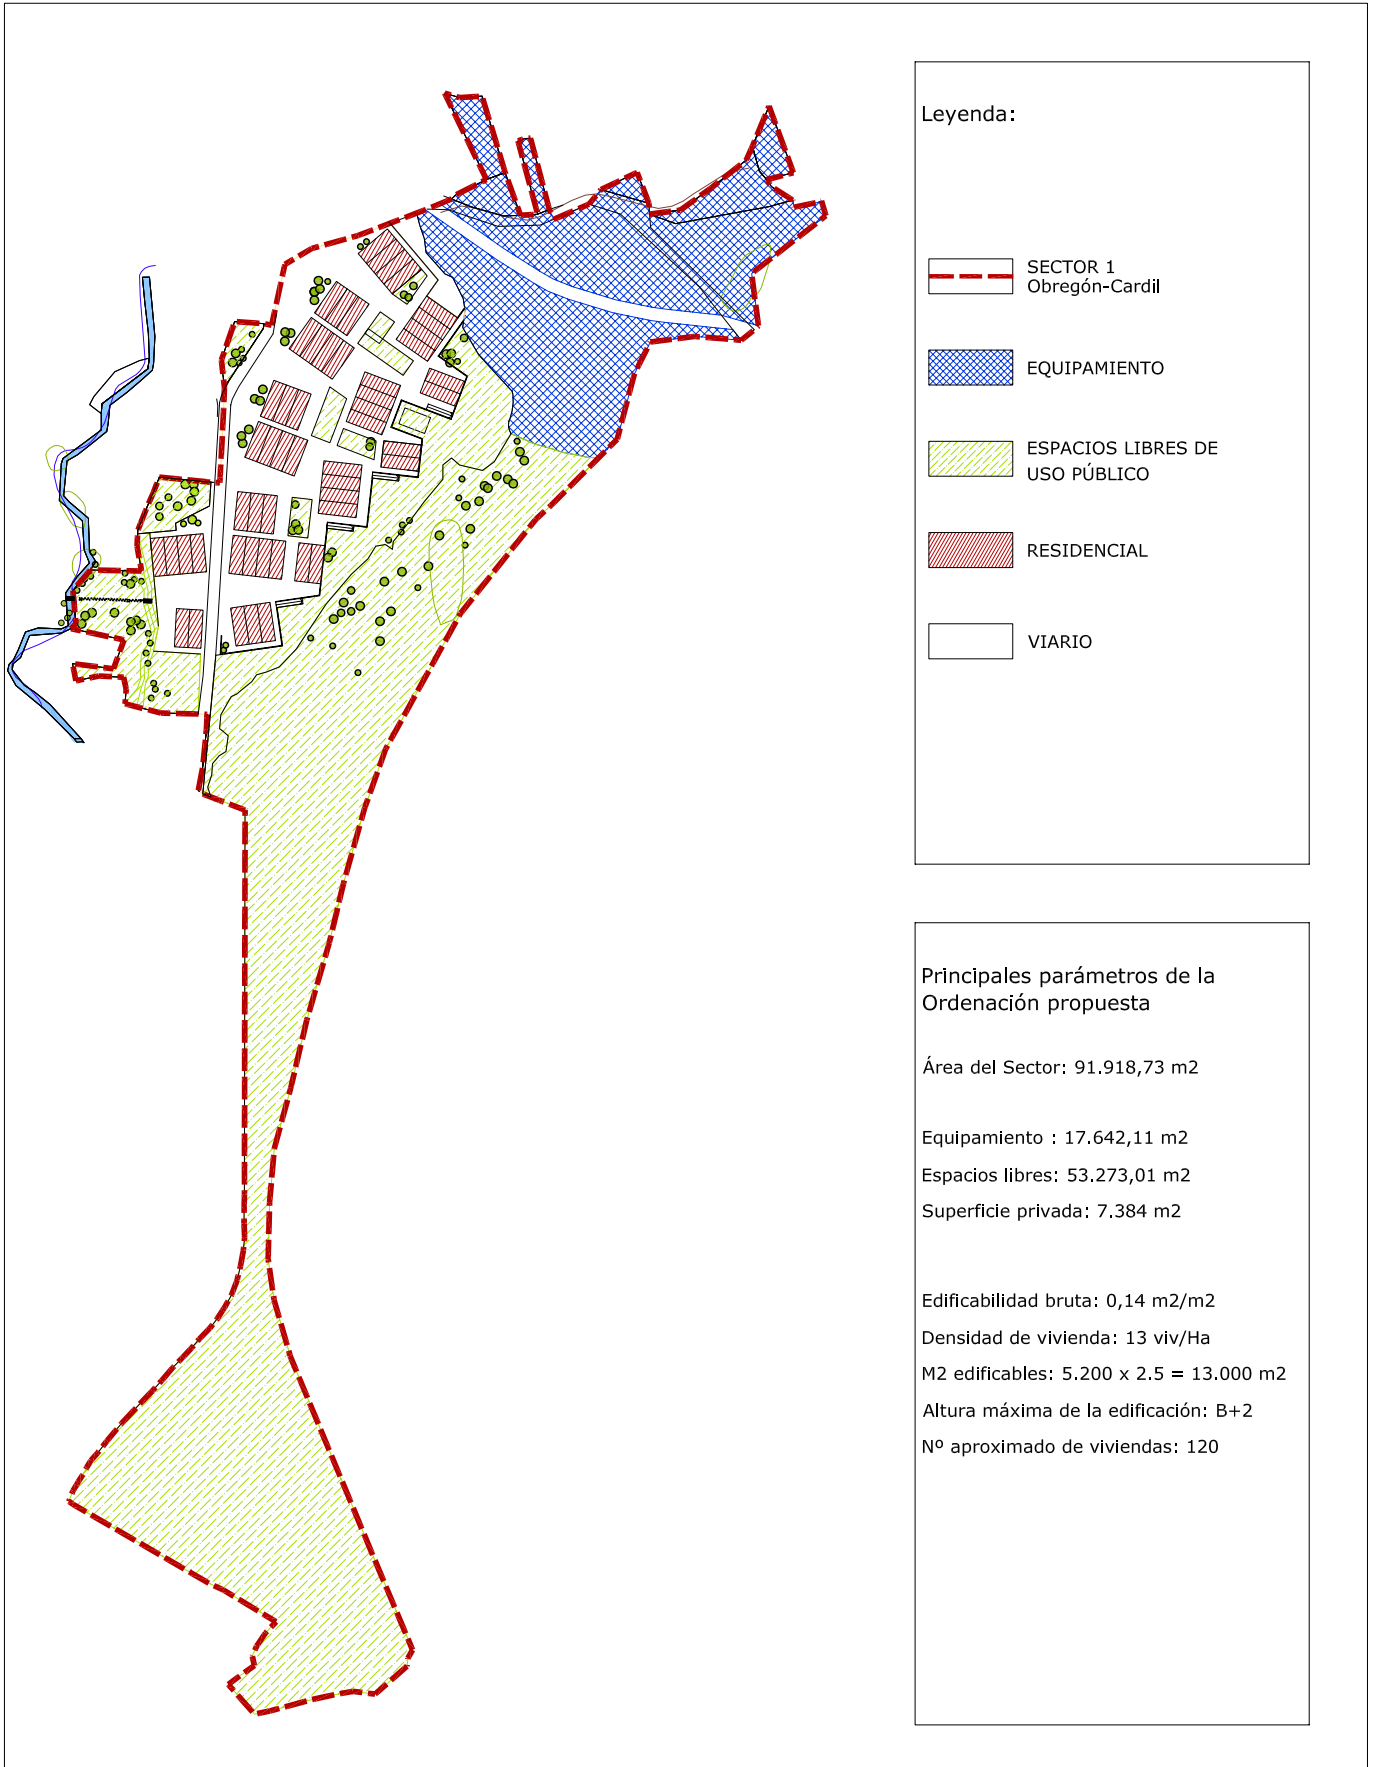 Leyenda:
SECTOR 1
Obregón-Cardil
EQUIPAMIENTO
ESPACIOS LIBRES DE
USO PÚBLICO
RESIDENCIAL
VIARIO
Principales parámetros de la
Ordenación propuesta
Área del Sector: 91.918,73 m2
Equipamiento : 17.642,11 m2
Espacios libres: 53.273,01 m2
Superficie privada: 7.384 m2
Edificabilidad bruta: 0,14 m2/m2
Densidad de vivienda: 13 viv/Ha
M2 edificables: 5.200 x 2.5 = 13.000 m2
Altura máxima de la edificación: B+2
Nº aproximado de viviendas: 120